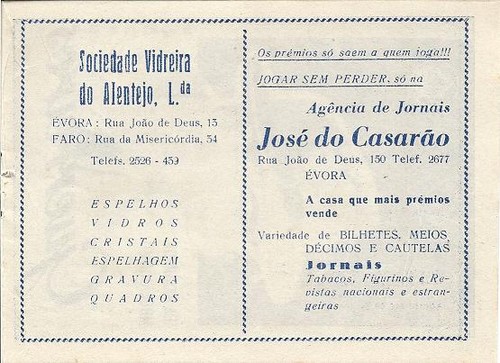 Sociedade Vidreira
do Alentejo, L.da
ÉVORA: Rua João de Deus, 13
FARO: Rua da Misericórdia, 34
Telefs. 2526 - 459
ESPELHOS
VIDROS
CRISTAIS
ESPELHAGEM
GRAVURA
QUADROS
Os prémios só saem a quem joga!!!
JOGAR SEM PERDER, só na
Agência de Jornais
José do Casarão
Rua João de Deus, 150 Telef. 2677
ÉVORA
A casa que mais prémios
vende
Variedade de BILHETES, MEIOS
DÉCIMOS E CAUTELAS
Jornais
Tabacos, Figurinos e Re-
vistas nacionais e estran-
geiras